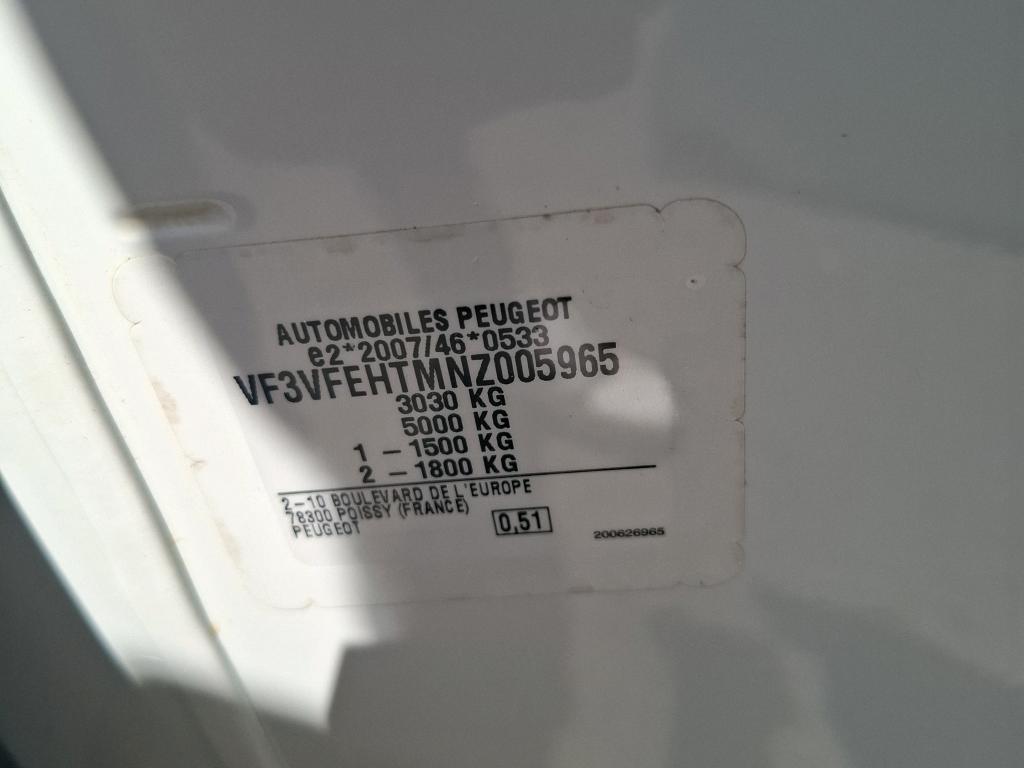 AUTOMOBILES PEUGEOT
e2*2007/46*0533
VF3VFEHTMNZ005965
3030 KG
5000 KG
1 – 1500 KG
2 – 1800 KG
2–10 BOULEVARD DE L'EUROPE
78300 POISSY (FRANCE)
PEUGEOT
0,51
200626965